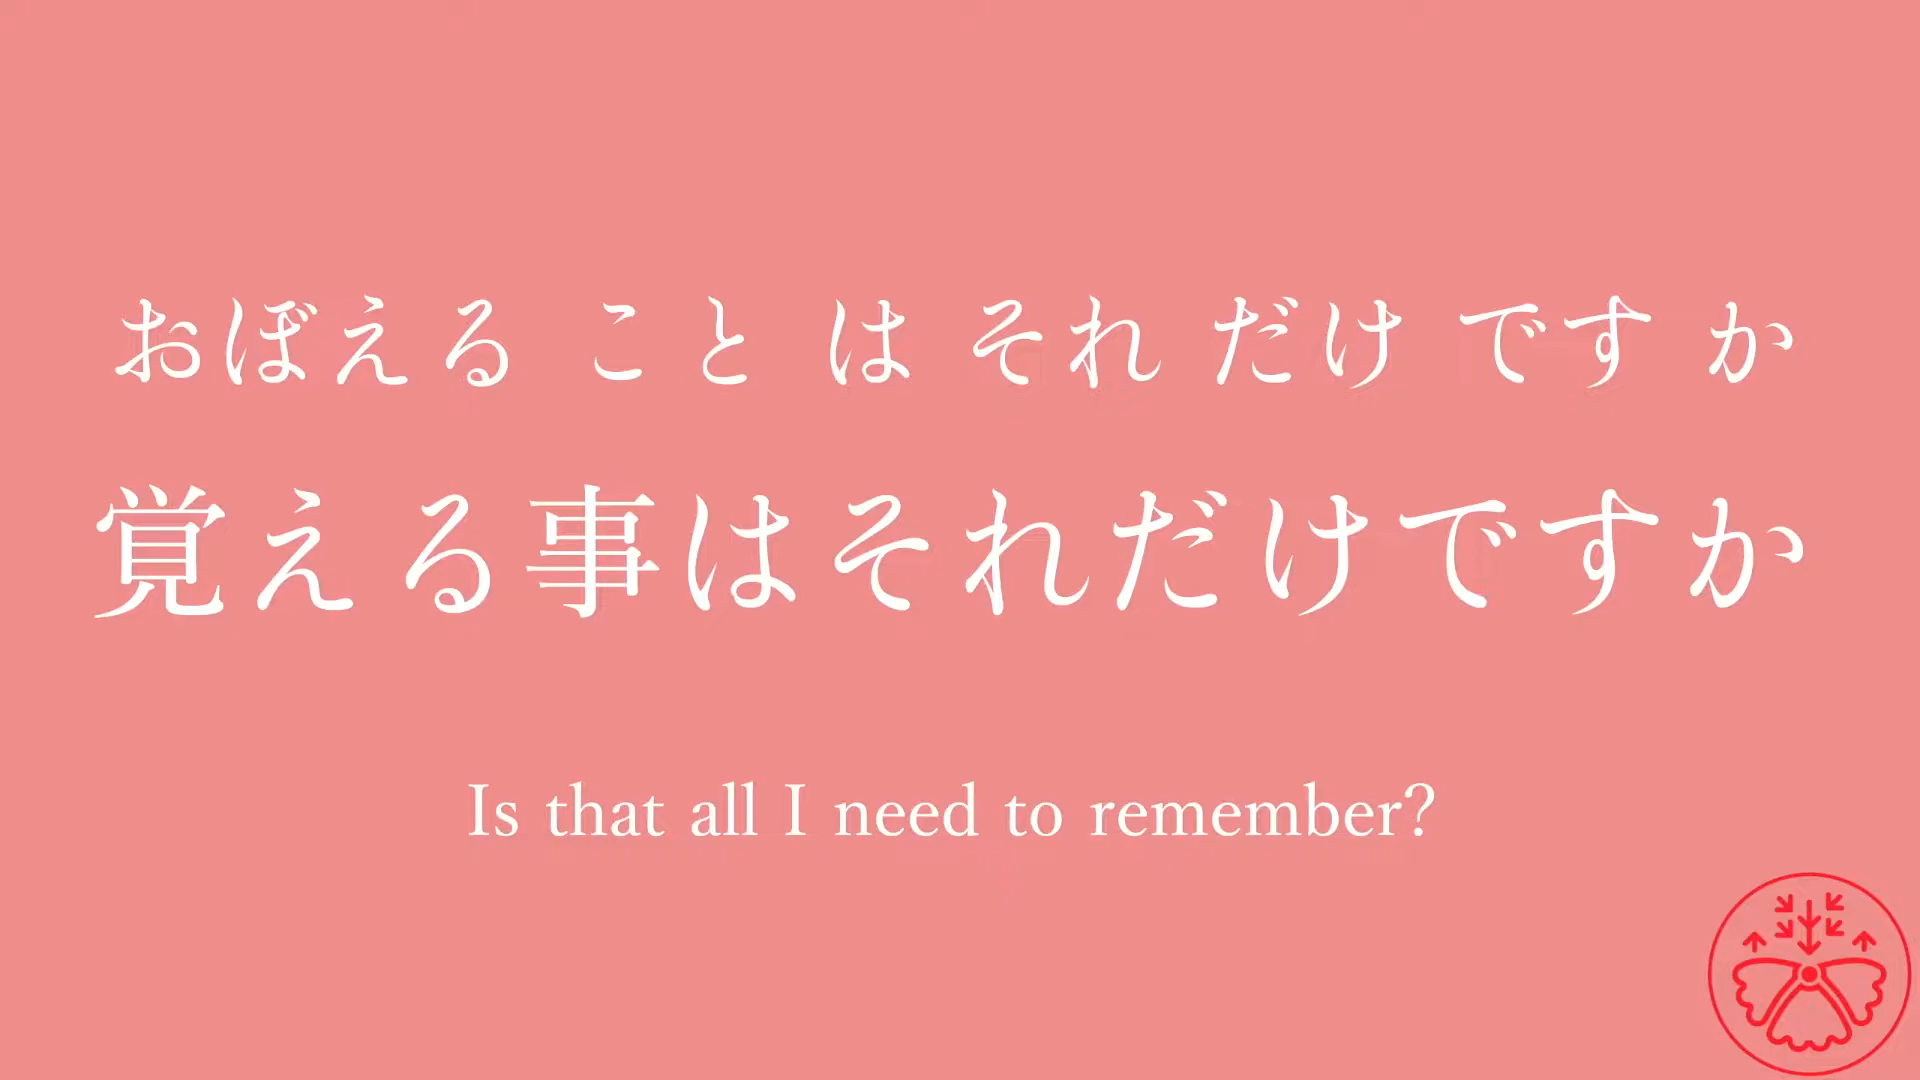 おぼえる こと は それ だけ です か
覚える事はそれだけですか
Is that all I need to remember?